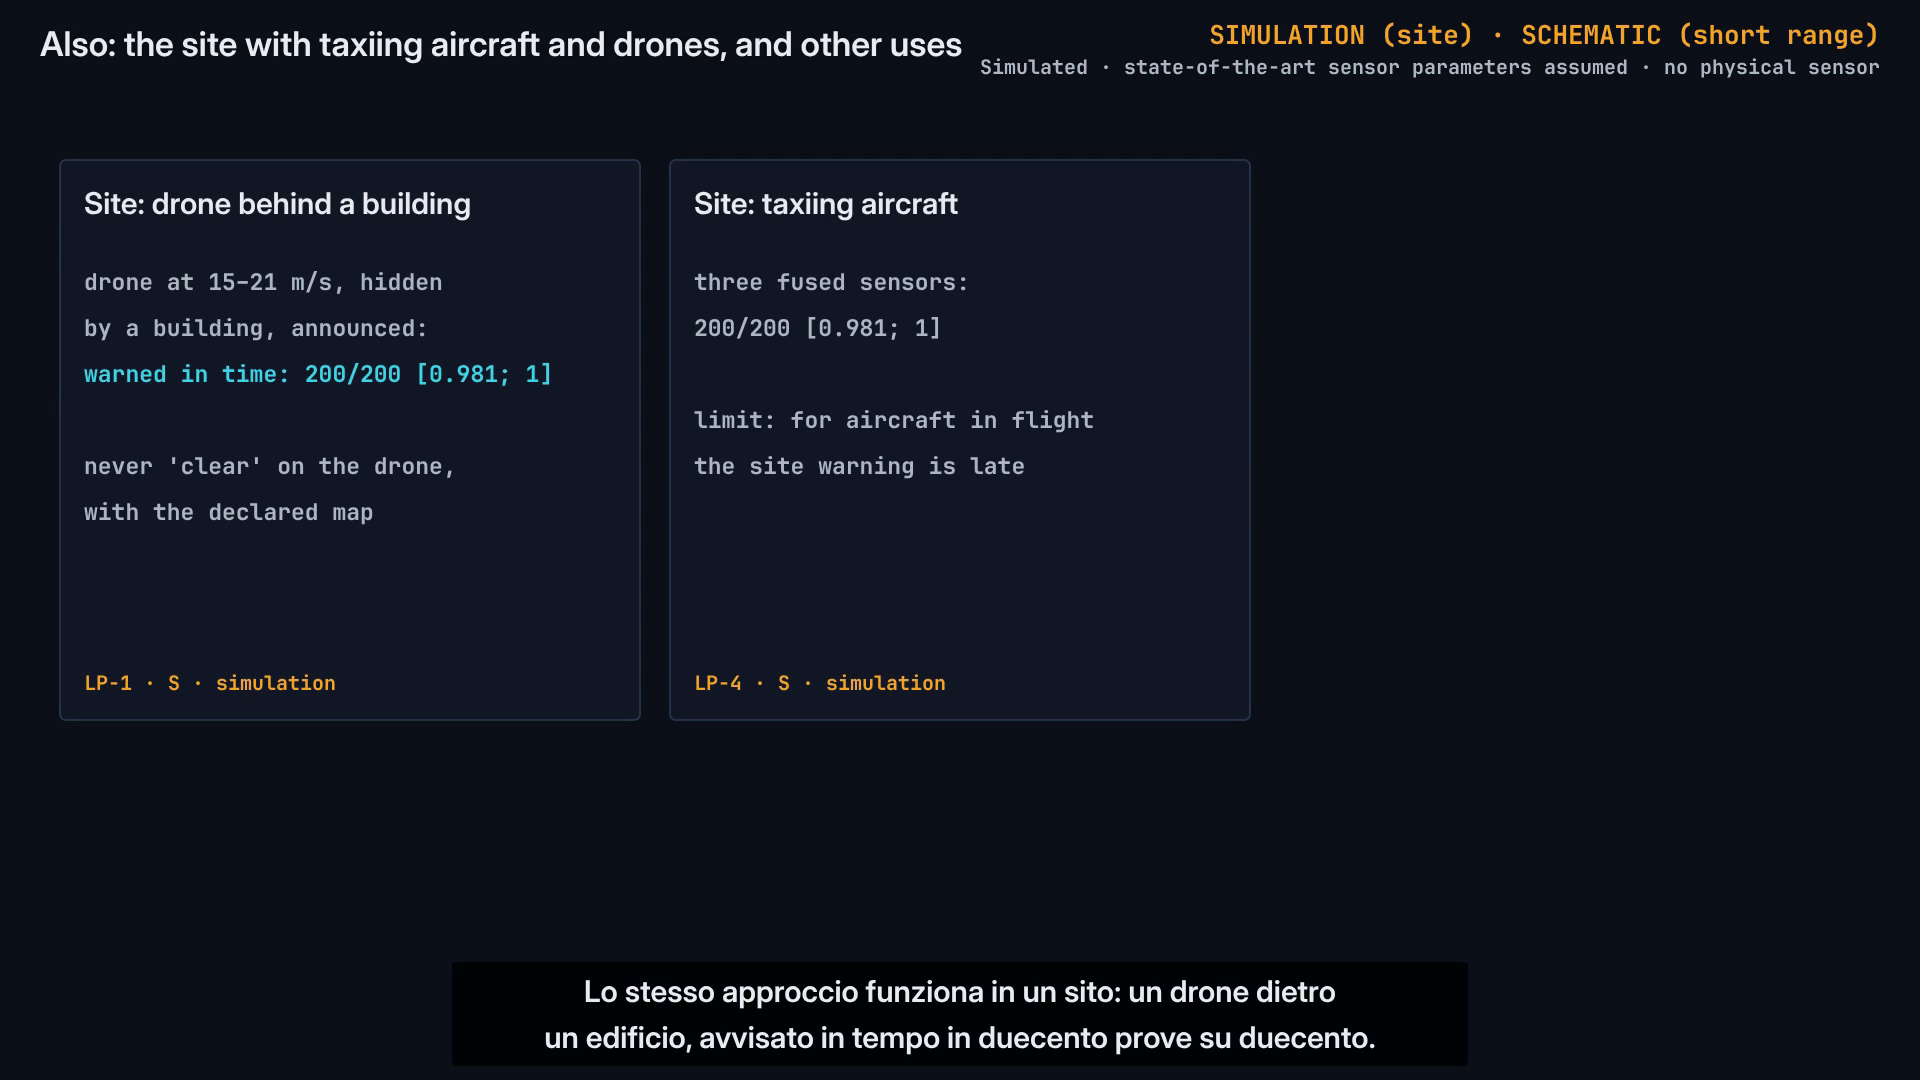 Also: the site with taxiing aircraft and drones, and other uses
SIMULATION (site) · SCHEMATIC (short range)
Simulated · state-of-the-art sensor parameters assumed · no physical sensor
Site: drone behind a building
drone at 15–21 m/s, hidden
by a building, announced:
warned in time: 200/200 [0.981; 1]
never 'clear' on the drone,
with the declared map
LP-1 · S · simulation
Site: taxiing aircraft
three fused sensors:
200/200 [0.981; 1]
limit: for aircraft in flight
the site warning is late
LP-4 · S · simulation
Lo stesso approccio funziona in un sito: un drone dietro
un edificio, avvisato in tempo in duecento prove su duecento.